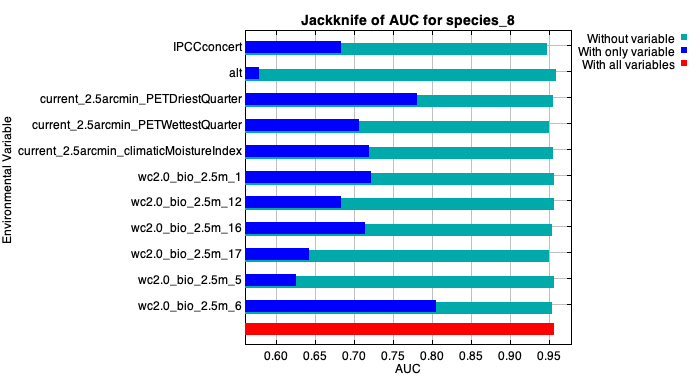 Jackknife of AUC for species_8
Without variable
With only variable
With all variables
Environmental Variable
IPCCconcert
alt
current_2.5arcmin_PETDriestQuarter
current_2.5arcmin_PETWettestQuarter
current_2.5arcmin_climaticMoistureIndex
wc2.0_bio_2.5m_1
wc2.0_bio_2.5m_12
wc2.0_bio_2.5m_16
wc2.0_bio_2.5m_17
wc2.0_bio_2.5m_5
wc2.0_bio_2.5m_6
0.60 0.65 0.70 0.75 0.80 0.85 0.90 0.95
AUC